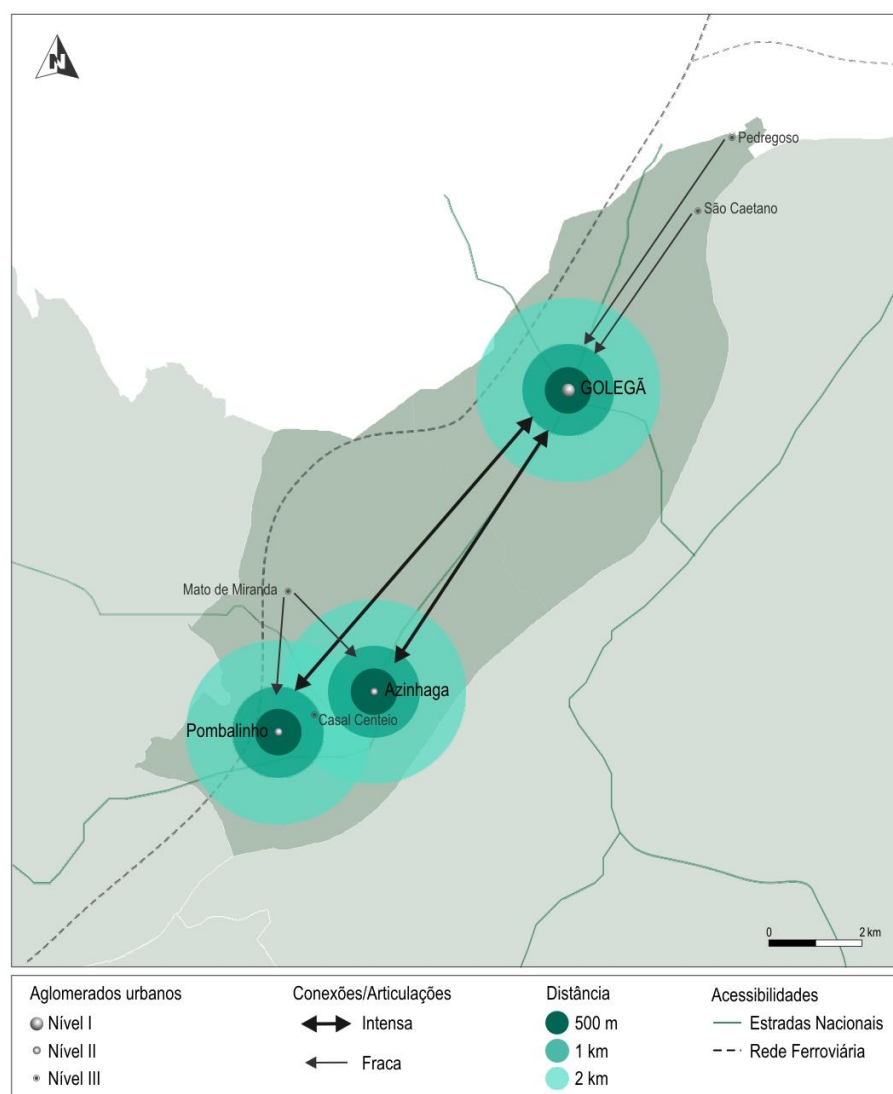 N
Pedregoso
São Caetano
GOLEGÃ
Mato de Miranda
Azinhaga
Casal Centeio
Pombalinho
0 2 km
Aglomerados urbanos
Nível I
Nível II
Nível III
Conexões/Articulações
Intensa
Fraca
Distância
500 m
1 km
2 km
Acessibilidades
Estradas Nacionais
Rede Ferroviária